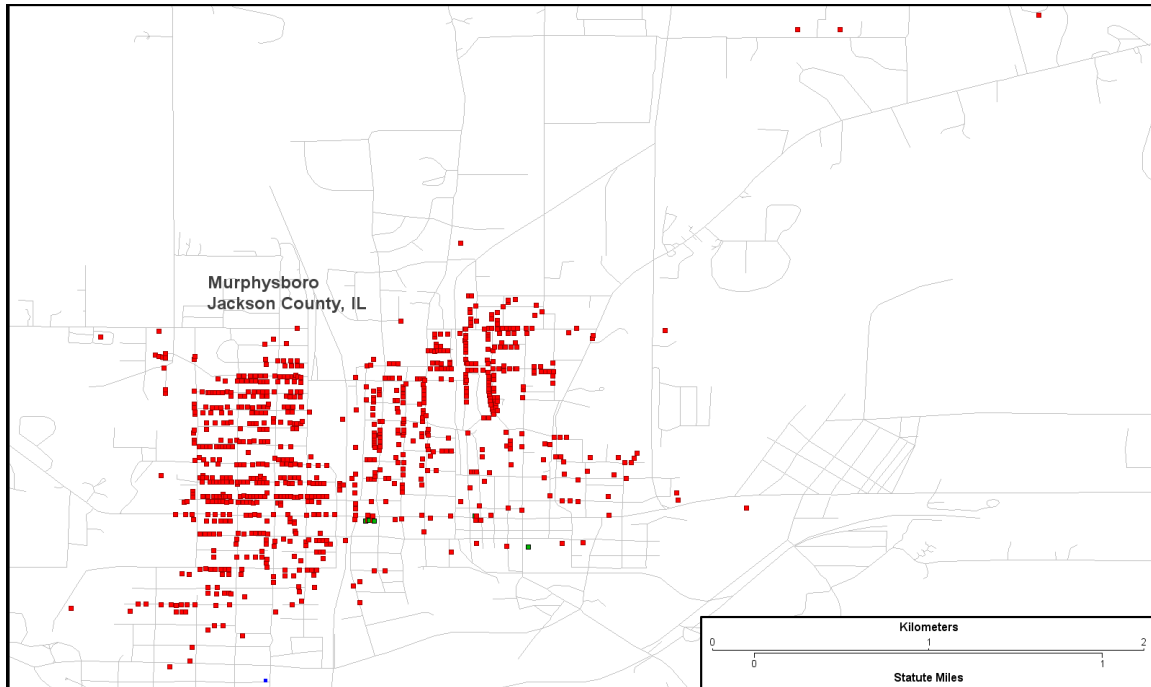 Murphysboro
Jackson County, IL
Kilometers
0 1 2
0 1
Statute Miles